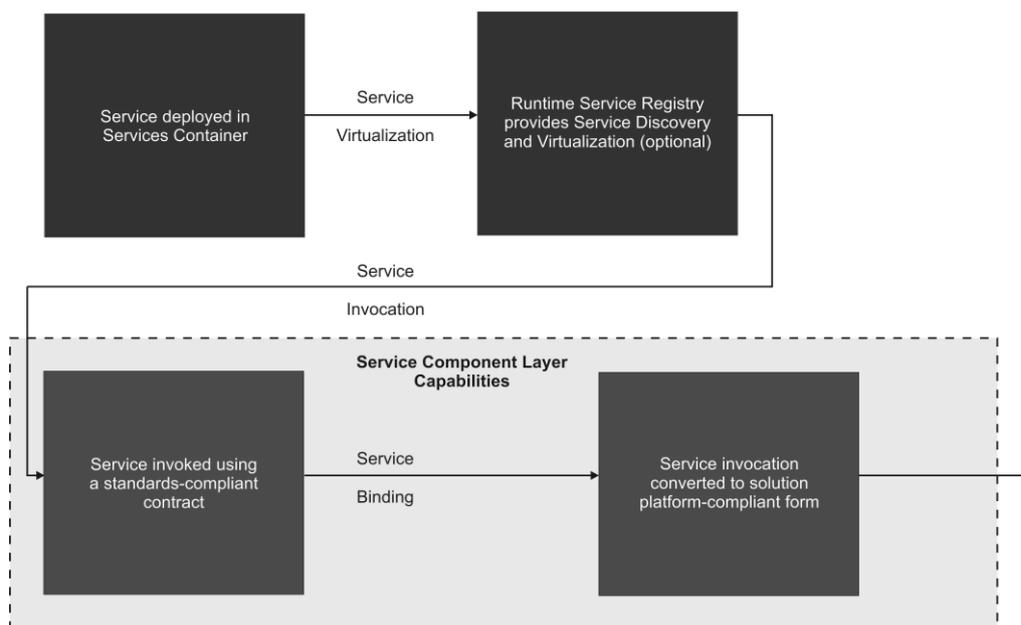 Service deployed in
Services Container
Service
Virtualization
Runtime Service Registry
provides Service Discovery
and Virtualization (optional)
Service
Invocation
Service Component Layer
Capabilities
Service invoked using
a standards-compliant
contract
Service
Binding
Service invocation
converted to solution
platform-compliant form